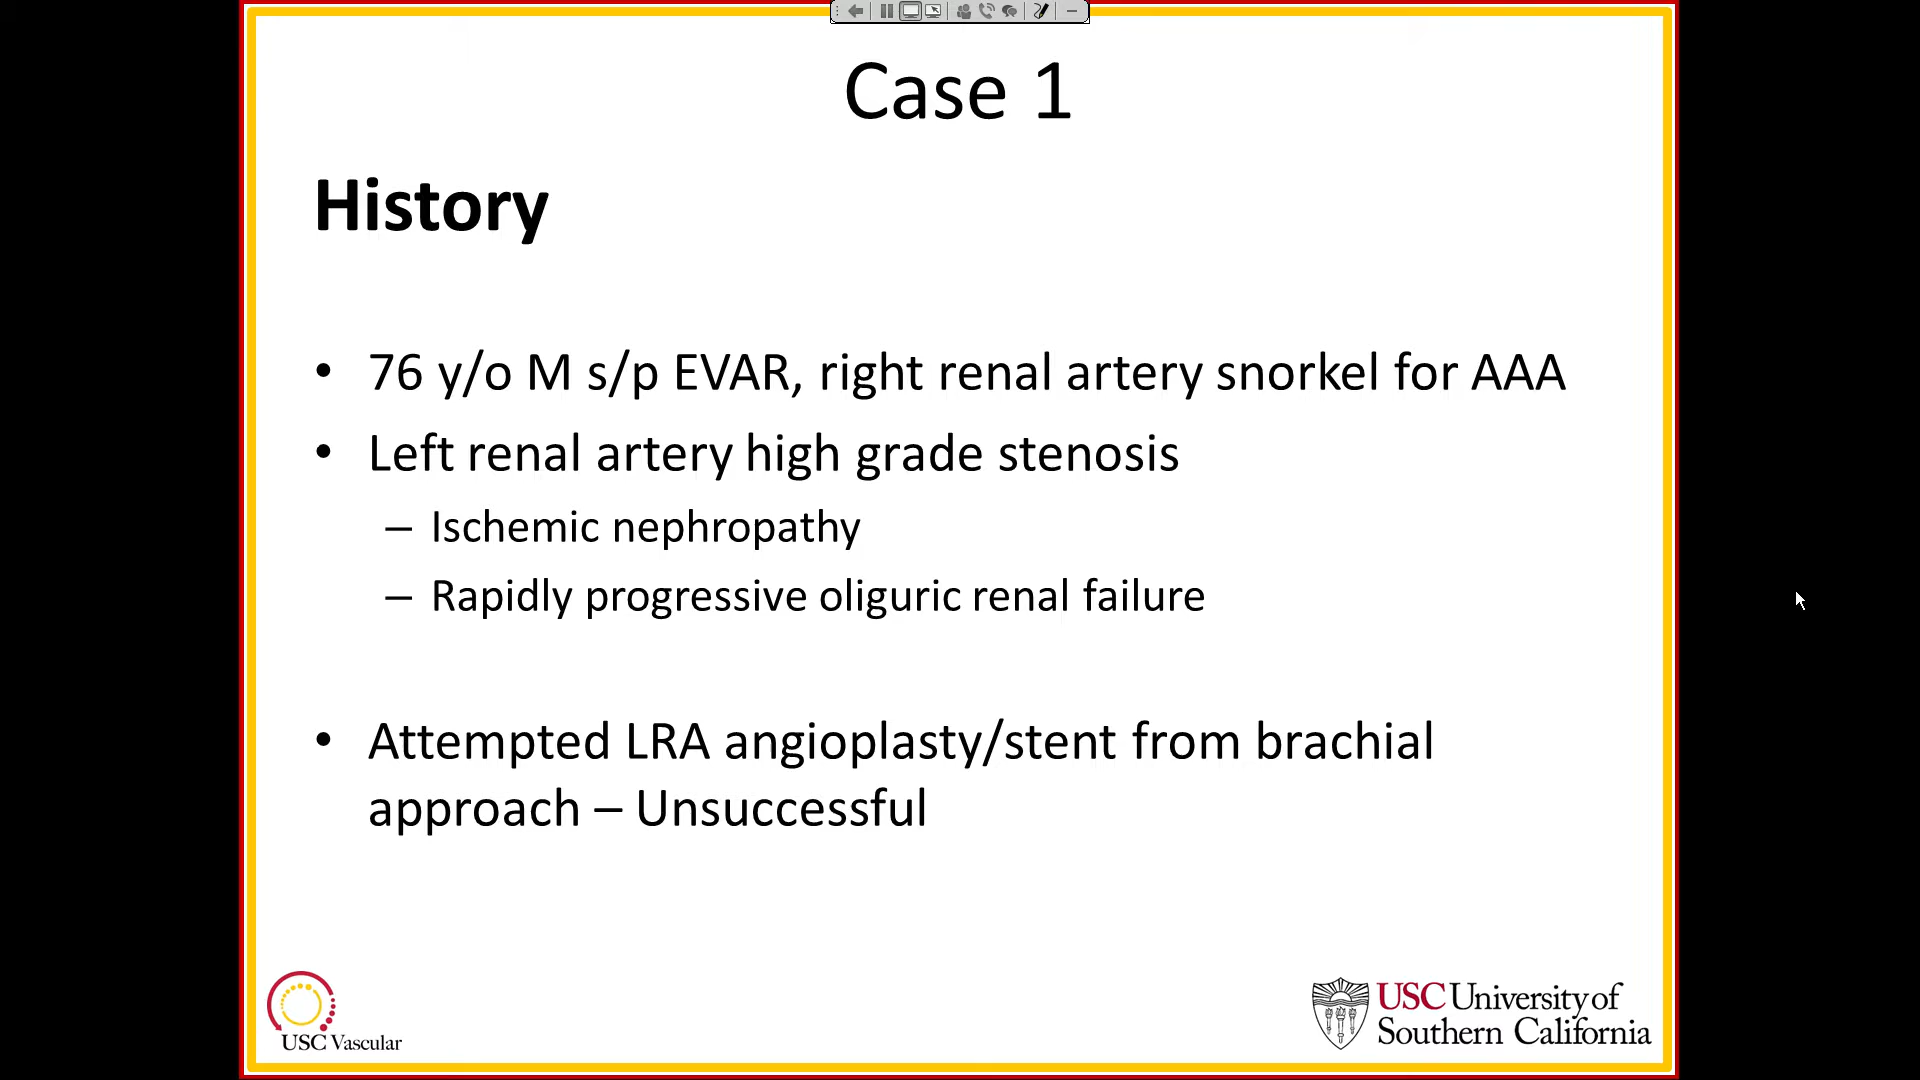 Case 1
History
• 76 y/o M s/p EVAR, right renal artery snorkel for AAA
• Left renal artery high grade stenosis
– Ischemic nephropathy
– Rapidly progressive oliguric renal failure
• Attempted LRA angioplasty/stent from brachial
approach – Unsuccessful
USC Vascular
USC University of
Southern California